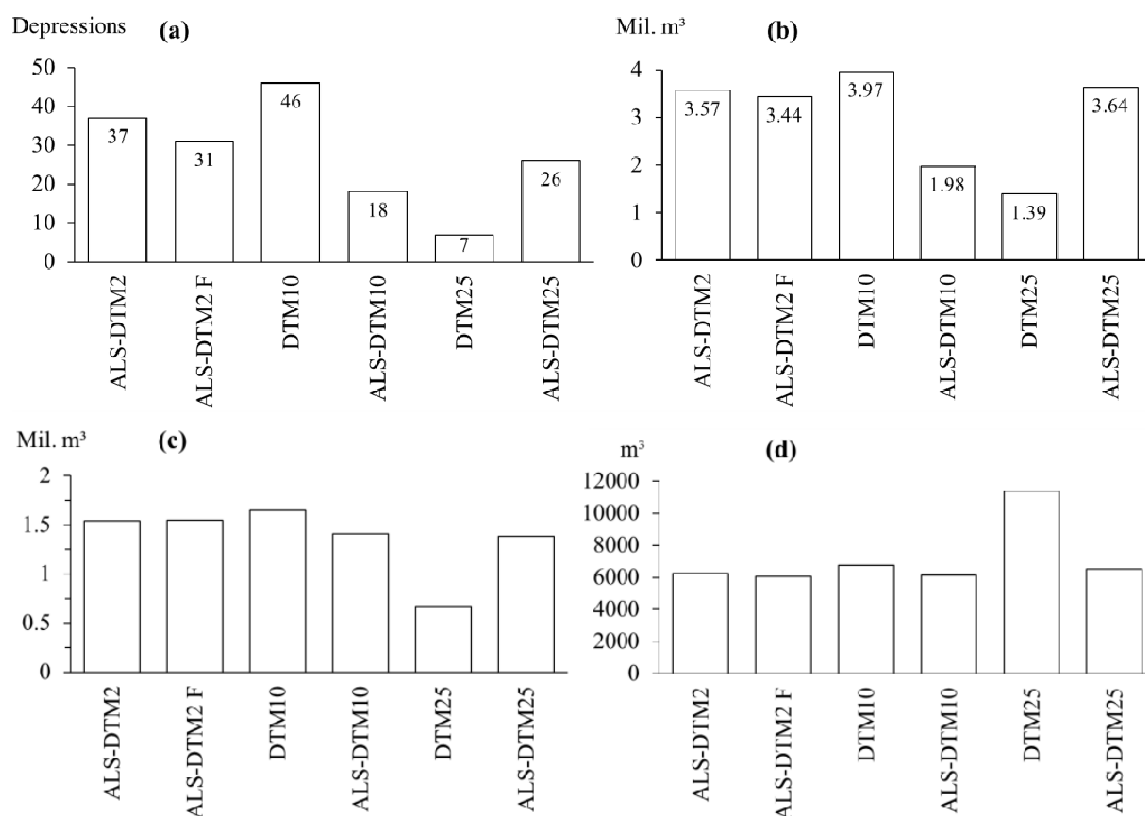 Depressions (a)
50
40
30
20
10
0
37
31
46
18
7
26
ALS-DTM2
ALS-DTM2 F
DTM10
ALS-DTM10
DTM25
ALS-DTM25
Mil. m³ (b)
4
3
2
1
0
3.57
3.44
3.97
1.98
1.39
3.64
ALS-DTM2
ALS-DTM2 F
DTM10
ALS-DTM10
DTM25
ALS-DTM25
Mil. m³ (c)
2
1.5
1
0.5
0
ALS-DTM2
ALS-DTM2 F
DTM10
ALS-DTM10
DTM25
ALS-DTM25
m³ (d)
12000
10000
8000
6000
4000
2000
0
ALS-DTM2
ALS-DTM2 F
DTM10
ALS-DTM10
DTM25
ALS-DTM25